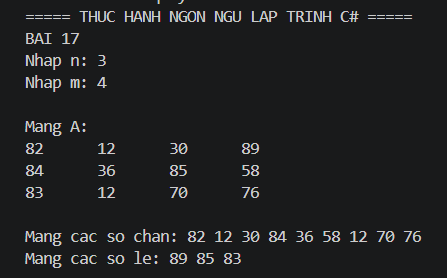 ===== THUC HANH NGON NGU LAP TRINH C# =====
BAI 17
Nhap n: 3
Nhap m: 4
Mang A:
82 12 30 89
84 36 85 58
83 12 70 76
Mang cac so chan: 82 12 30 84 36 58 12 70 76
Mang cac so le: 89 85 83